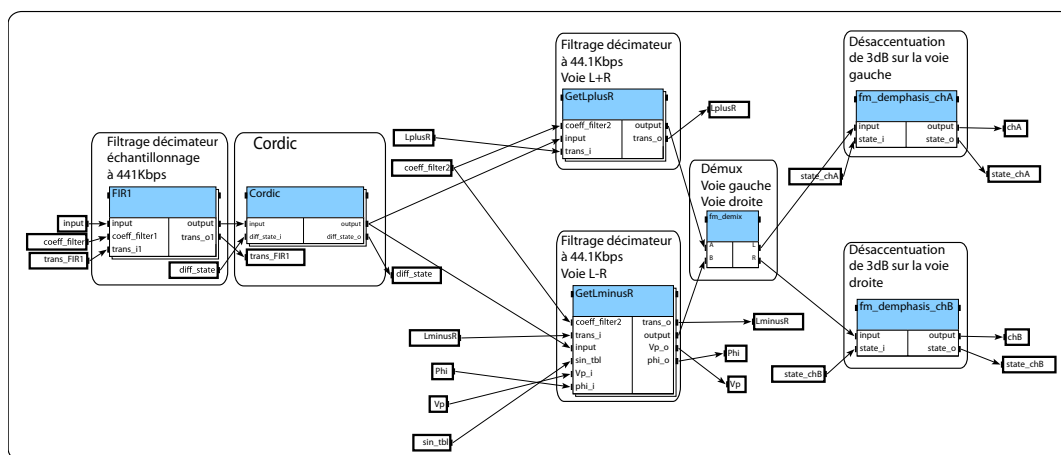 Filtrage décimateur
échantillonnage
à 441Kbps
FIR1
input
coeff_filter1
trans_i1
output
trans_o1
input
coeff_filter
trans_FIR1
Cordic
Cordic
input
diff_state_i
output
diff_state_o
trans_FIR1
diff_state
diff_state
LplusR
coeff_filter2
Filtrage décimateur
à 44.1Kbps
Voie L+R
GetLplusR
coeff_filter2
input
trans_i
output
trans_o
LplusR
Filtrage décimateur
à 44.1Kbps
Voie L-R
GetLminusR
coeff_filter2
trans_i
input
sin_tbl
Vp_i
phi_i
trans_o
output
Vp_o
phi_o
LminusR
Phi
Vp
sin_tbl
LminusR
Phi
Vp
Démux
Voie gauche
Voie droite
fm_demix
A
B
L
R
Désaccentuation
de 3dB sur la voie
gauche
fm_demphasis_chA
input
state_i
output
state_o
state_chA
chA
state_chA
Désaccentuation
de 3dB sur la voie
droite
fm_demphasis_chB
input
state_i
output
state_o
state_chB
chB
state_chB